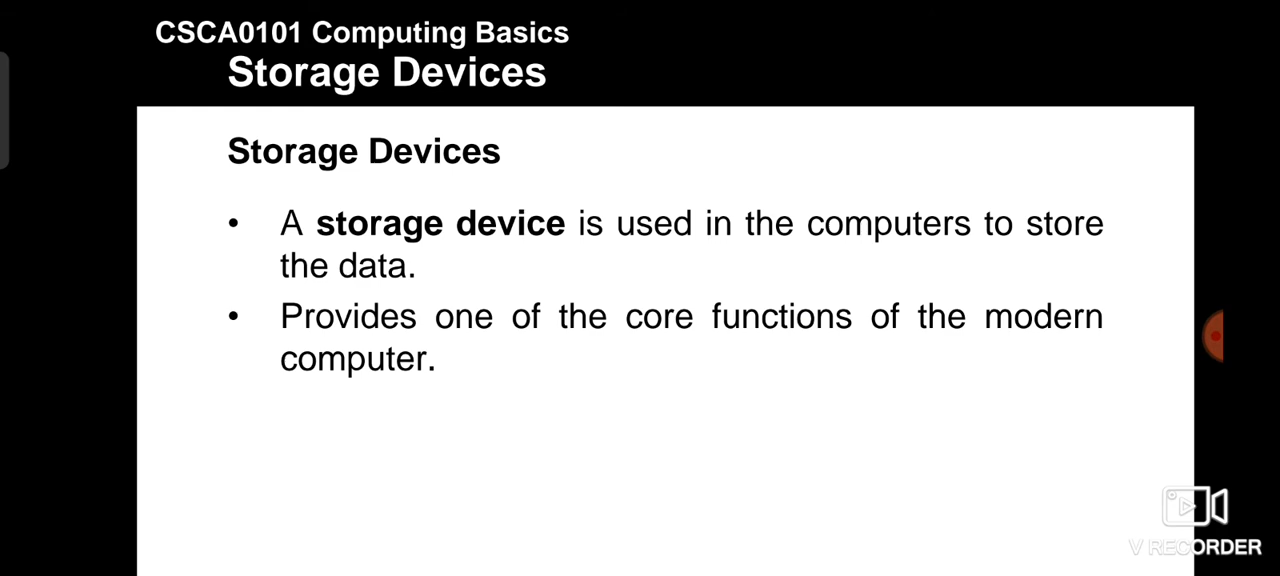 CSCA0101 Computing Basics
Storage Devices
Storage Devices
• A storage device is used in the computers to store
the data.
• Provides one of the core functions of the modern
computer.
V RECORDER